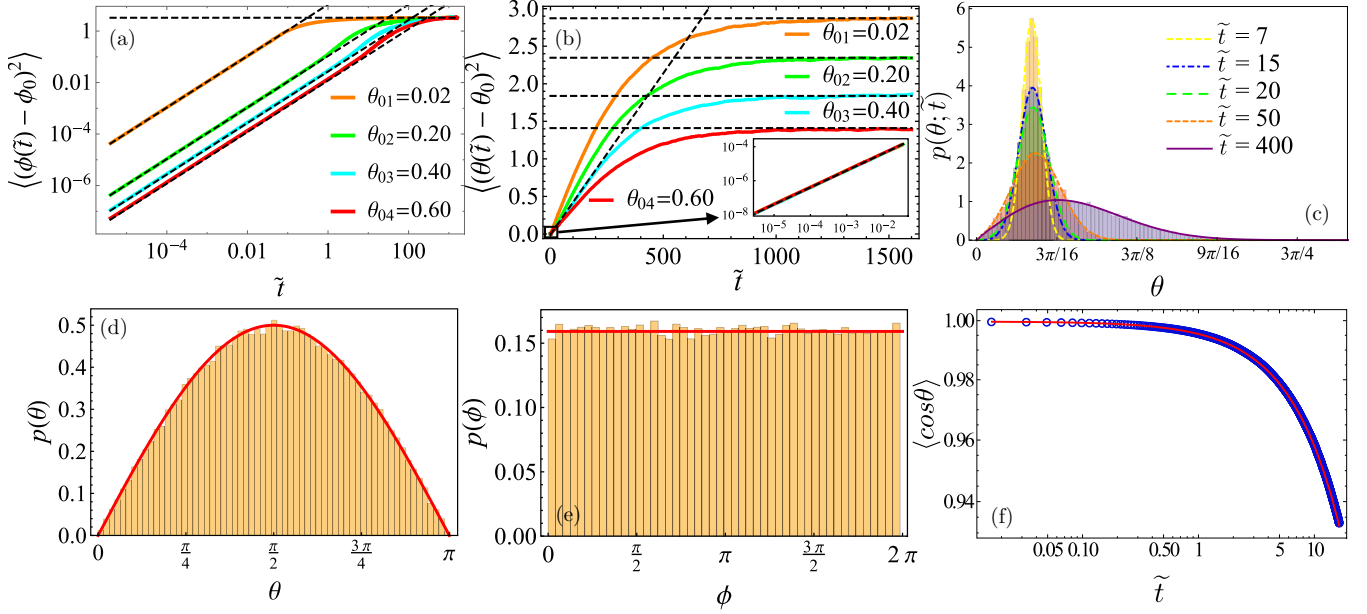 (a)
⟨(ϕ(t̃) − ϕ₀)²⟩
1
0.01
10⁻⁴
10⁻⁶
θ₀₁=0.02
θ₀₂=0.20
θ₀₃=0.40
θ₀₄=0.60
10⁻⁴ 0.01 1 100
t̃
(b)
⟨(θ(t̃) − θ₀)²⟩
3.0
2.5
2.0
1.5
1.0
0.5
0.0
θ₀₁=0.02
θ₀₂=0.20
θ₀₃=0.40
θ₀₄=0.60
10⁻⁴
10⁻⁶
10⁻⁸
10⁻⁵ 10⁻⁴ 10⁻³ 10⁻²
0 500 1000 1500
t̃
p(θ; t̃)
6
5
4
3
2
1
0
t̃ = 7
t̃ = 15
t̃ = 20
t̃ = 50
t̃ = 400
(c)
0 3π/16 3π/8 9π/16 3π/4
θ
(d)
p(θ)
0.5
0.4
0.3
0.2
0.1
0.0
0 π/4 π/2 3π/4 π
θ
p(ϕ)
0.15
0.10
0.05
0.00
(e)
0 π/2 π 3π/2 2π
ϕ
⟨cosθ⟩
1.00
0.98
0.96
0.94
(f)
0.05 0.10 0.50 1 5 10
t̃